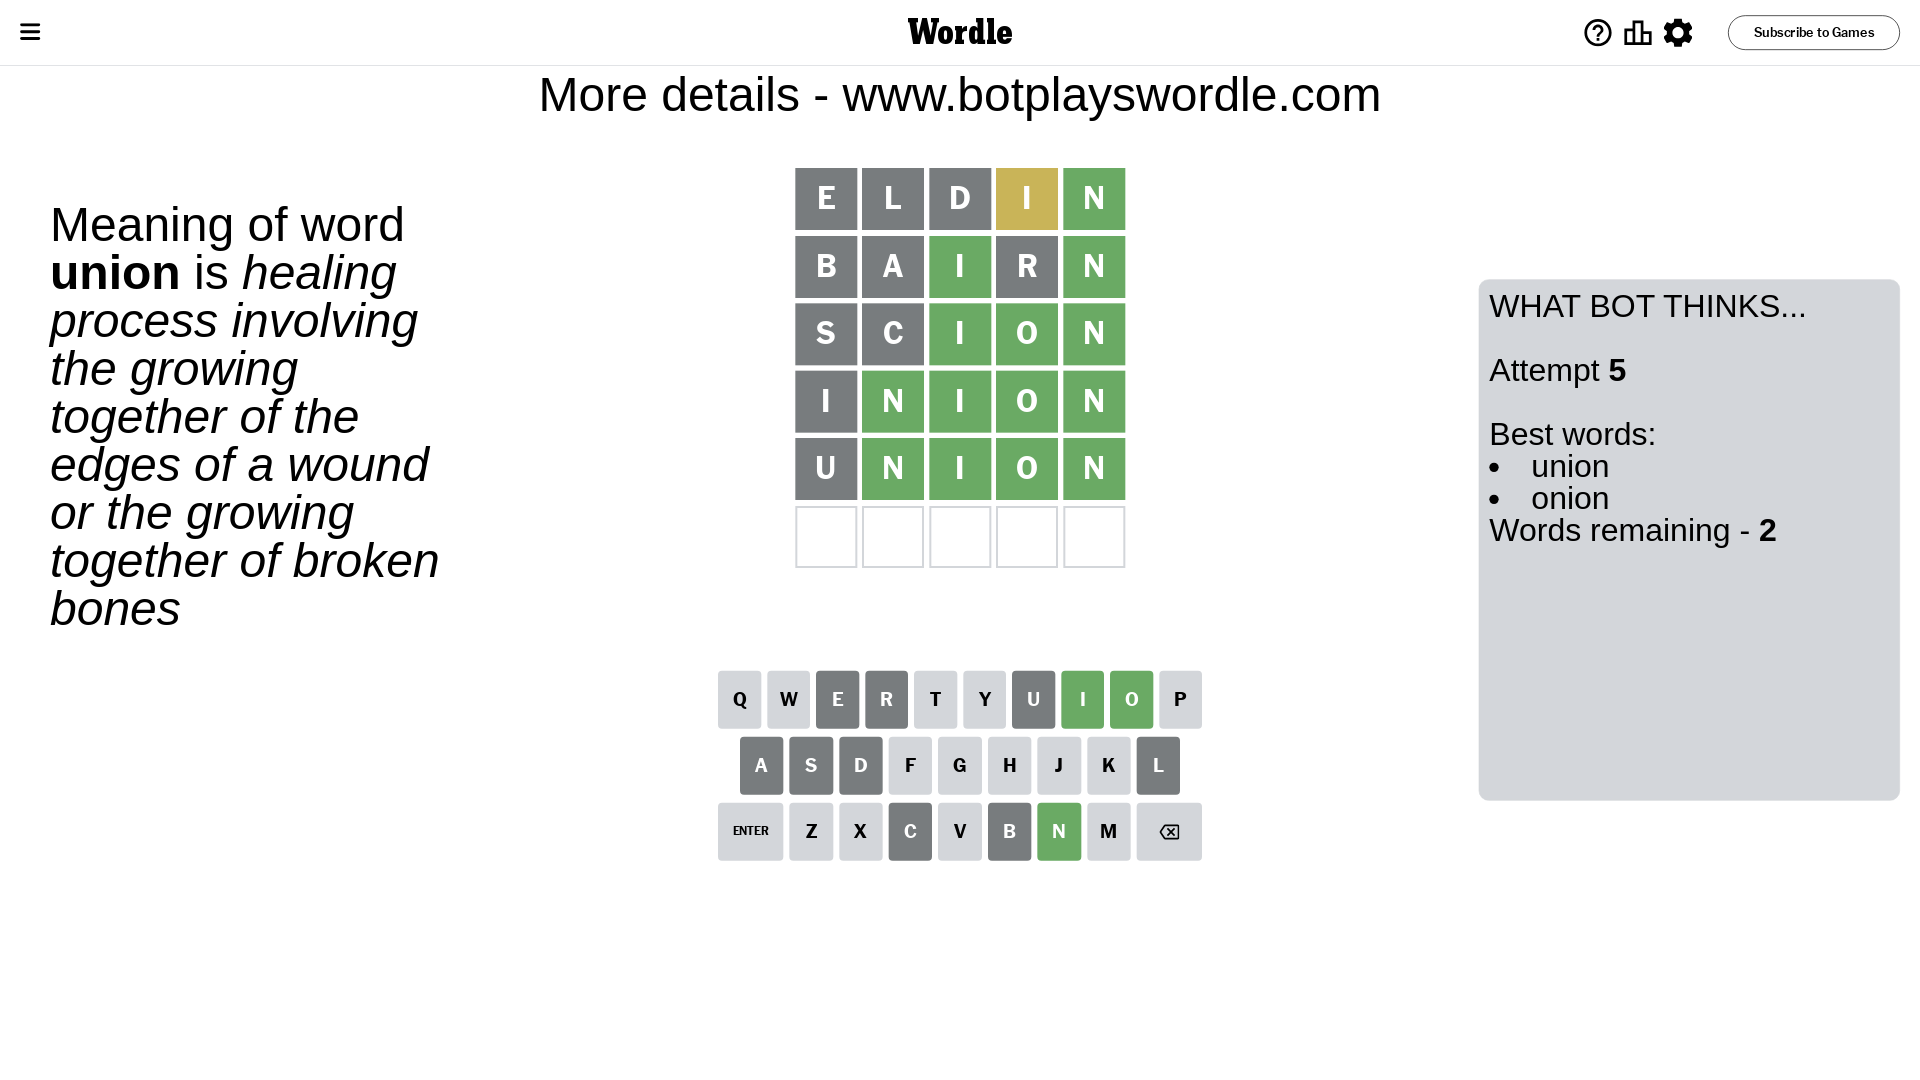 Wordle
Subscribe to Games
More details - www.botplayswordle.com
Meaning of word
union is healing
process involving
the growing
together of the
edges of a wound
or the growing
together of broken
bones
E L D I N
B A I R N
S C I O N
I N I O N
U N I O N
WHAT BOT THINKS...
Attempt 5
Best words:
• union
• onion
Words remaining - 2
Q W E R T Y U I O P
A S D F G H J K L
ENTER Z X C V B N M